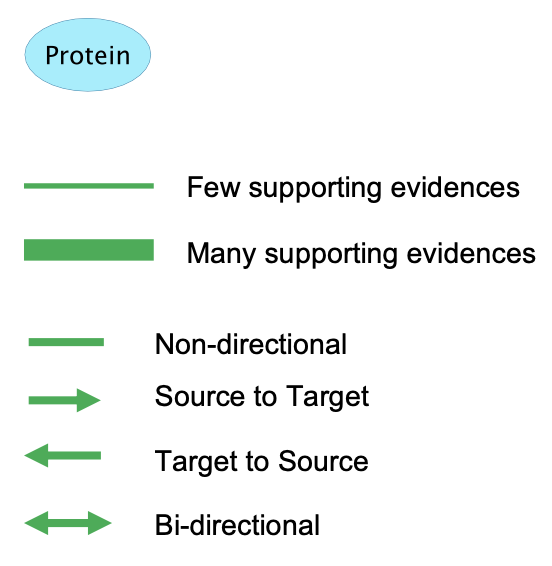 Protein
Few supporting evidences
Many supporting evidences
Non-directional
Source to Target
Target to Source
Bi-directional